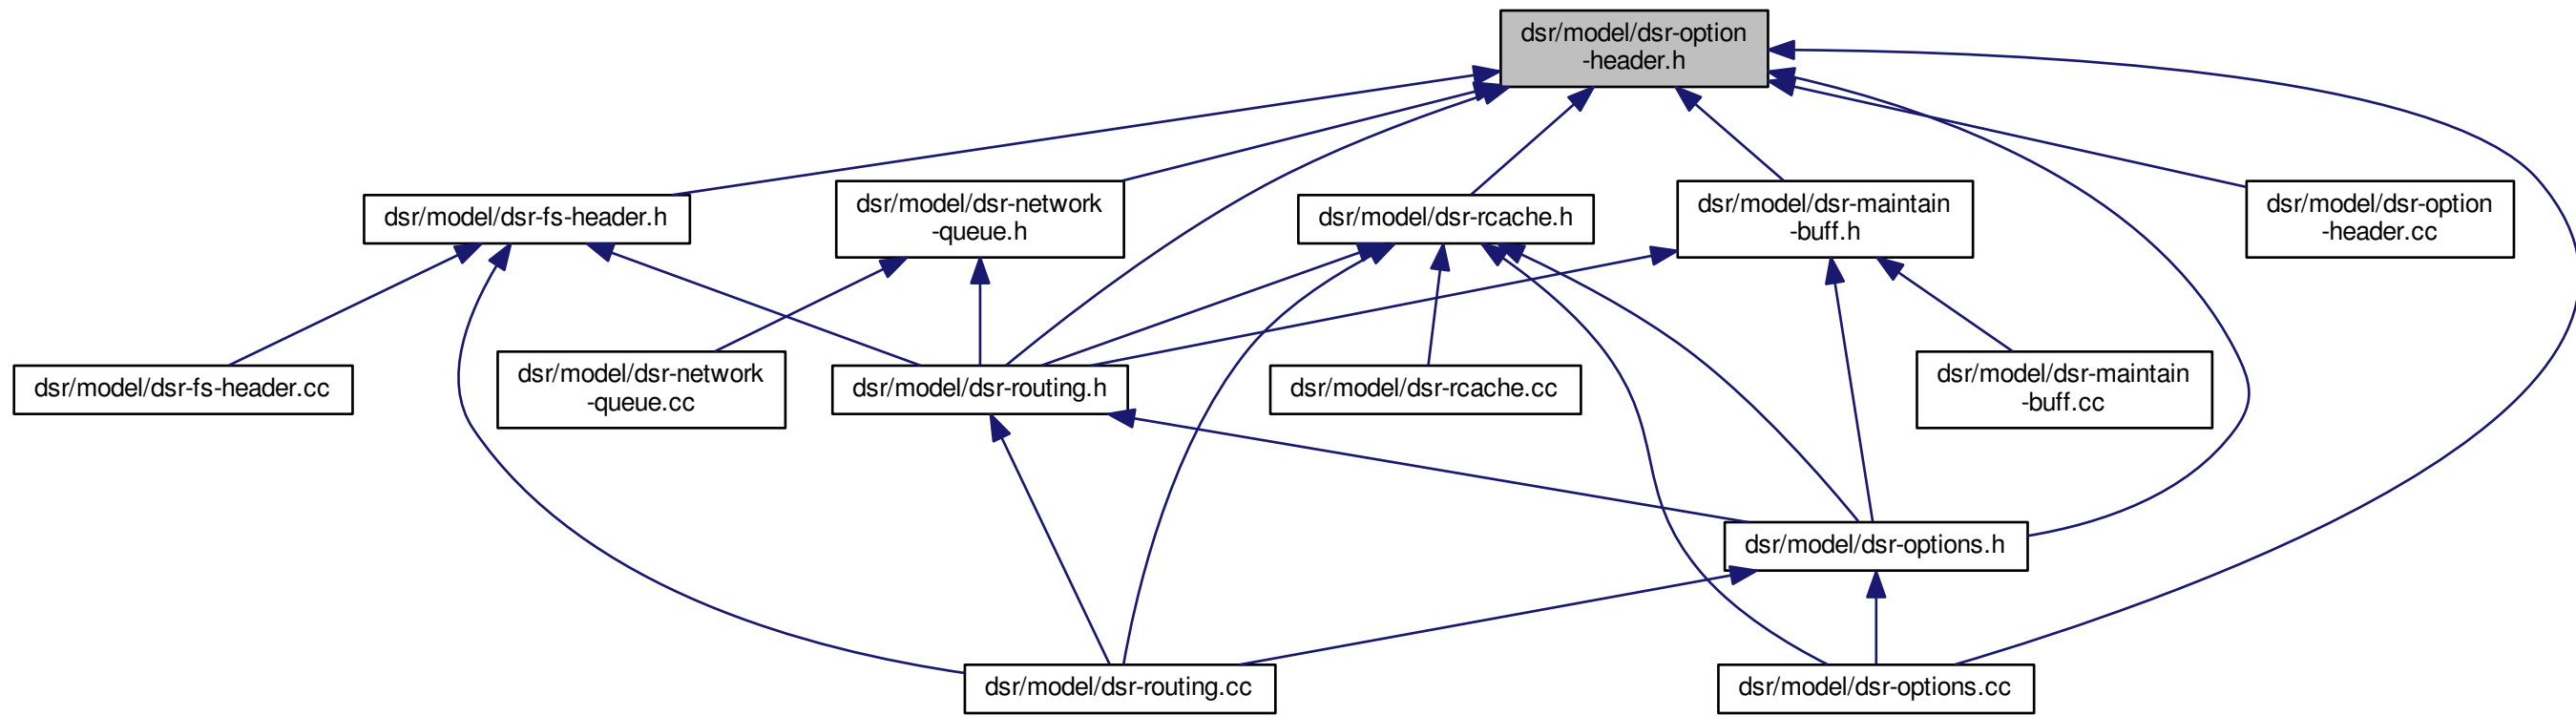 dsr/model/dsr-option
-header.h
dsr/model/dsr-fs-header.h
dsr/model/dsr-network
-queue.h
dsr/model/dsr-rcache.h
dsr/model/dsr-maintain
-buff.h
dsr/model/dsr-option
-header.cc
dsr/model/dsr-fs-header.cc
dsr/model/dsr-network
-queue.cc
dsr/model/dsr-routing.h
dsr/model/dsr-rcache.cc
dsr/model/dsr-maintain
-buff.cc
dsr/model/dsr-options.h
dsr/model/dsr-routing.cc
dsr/model/dsr-options.cc